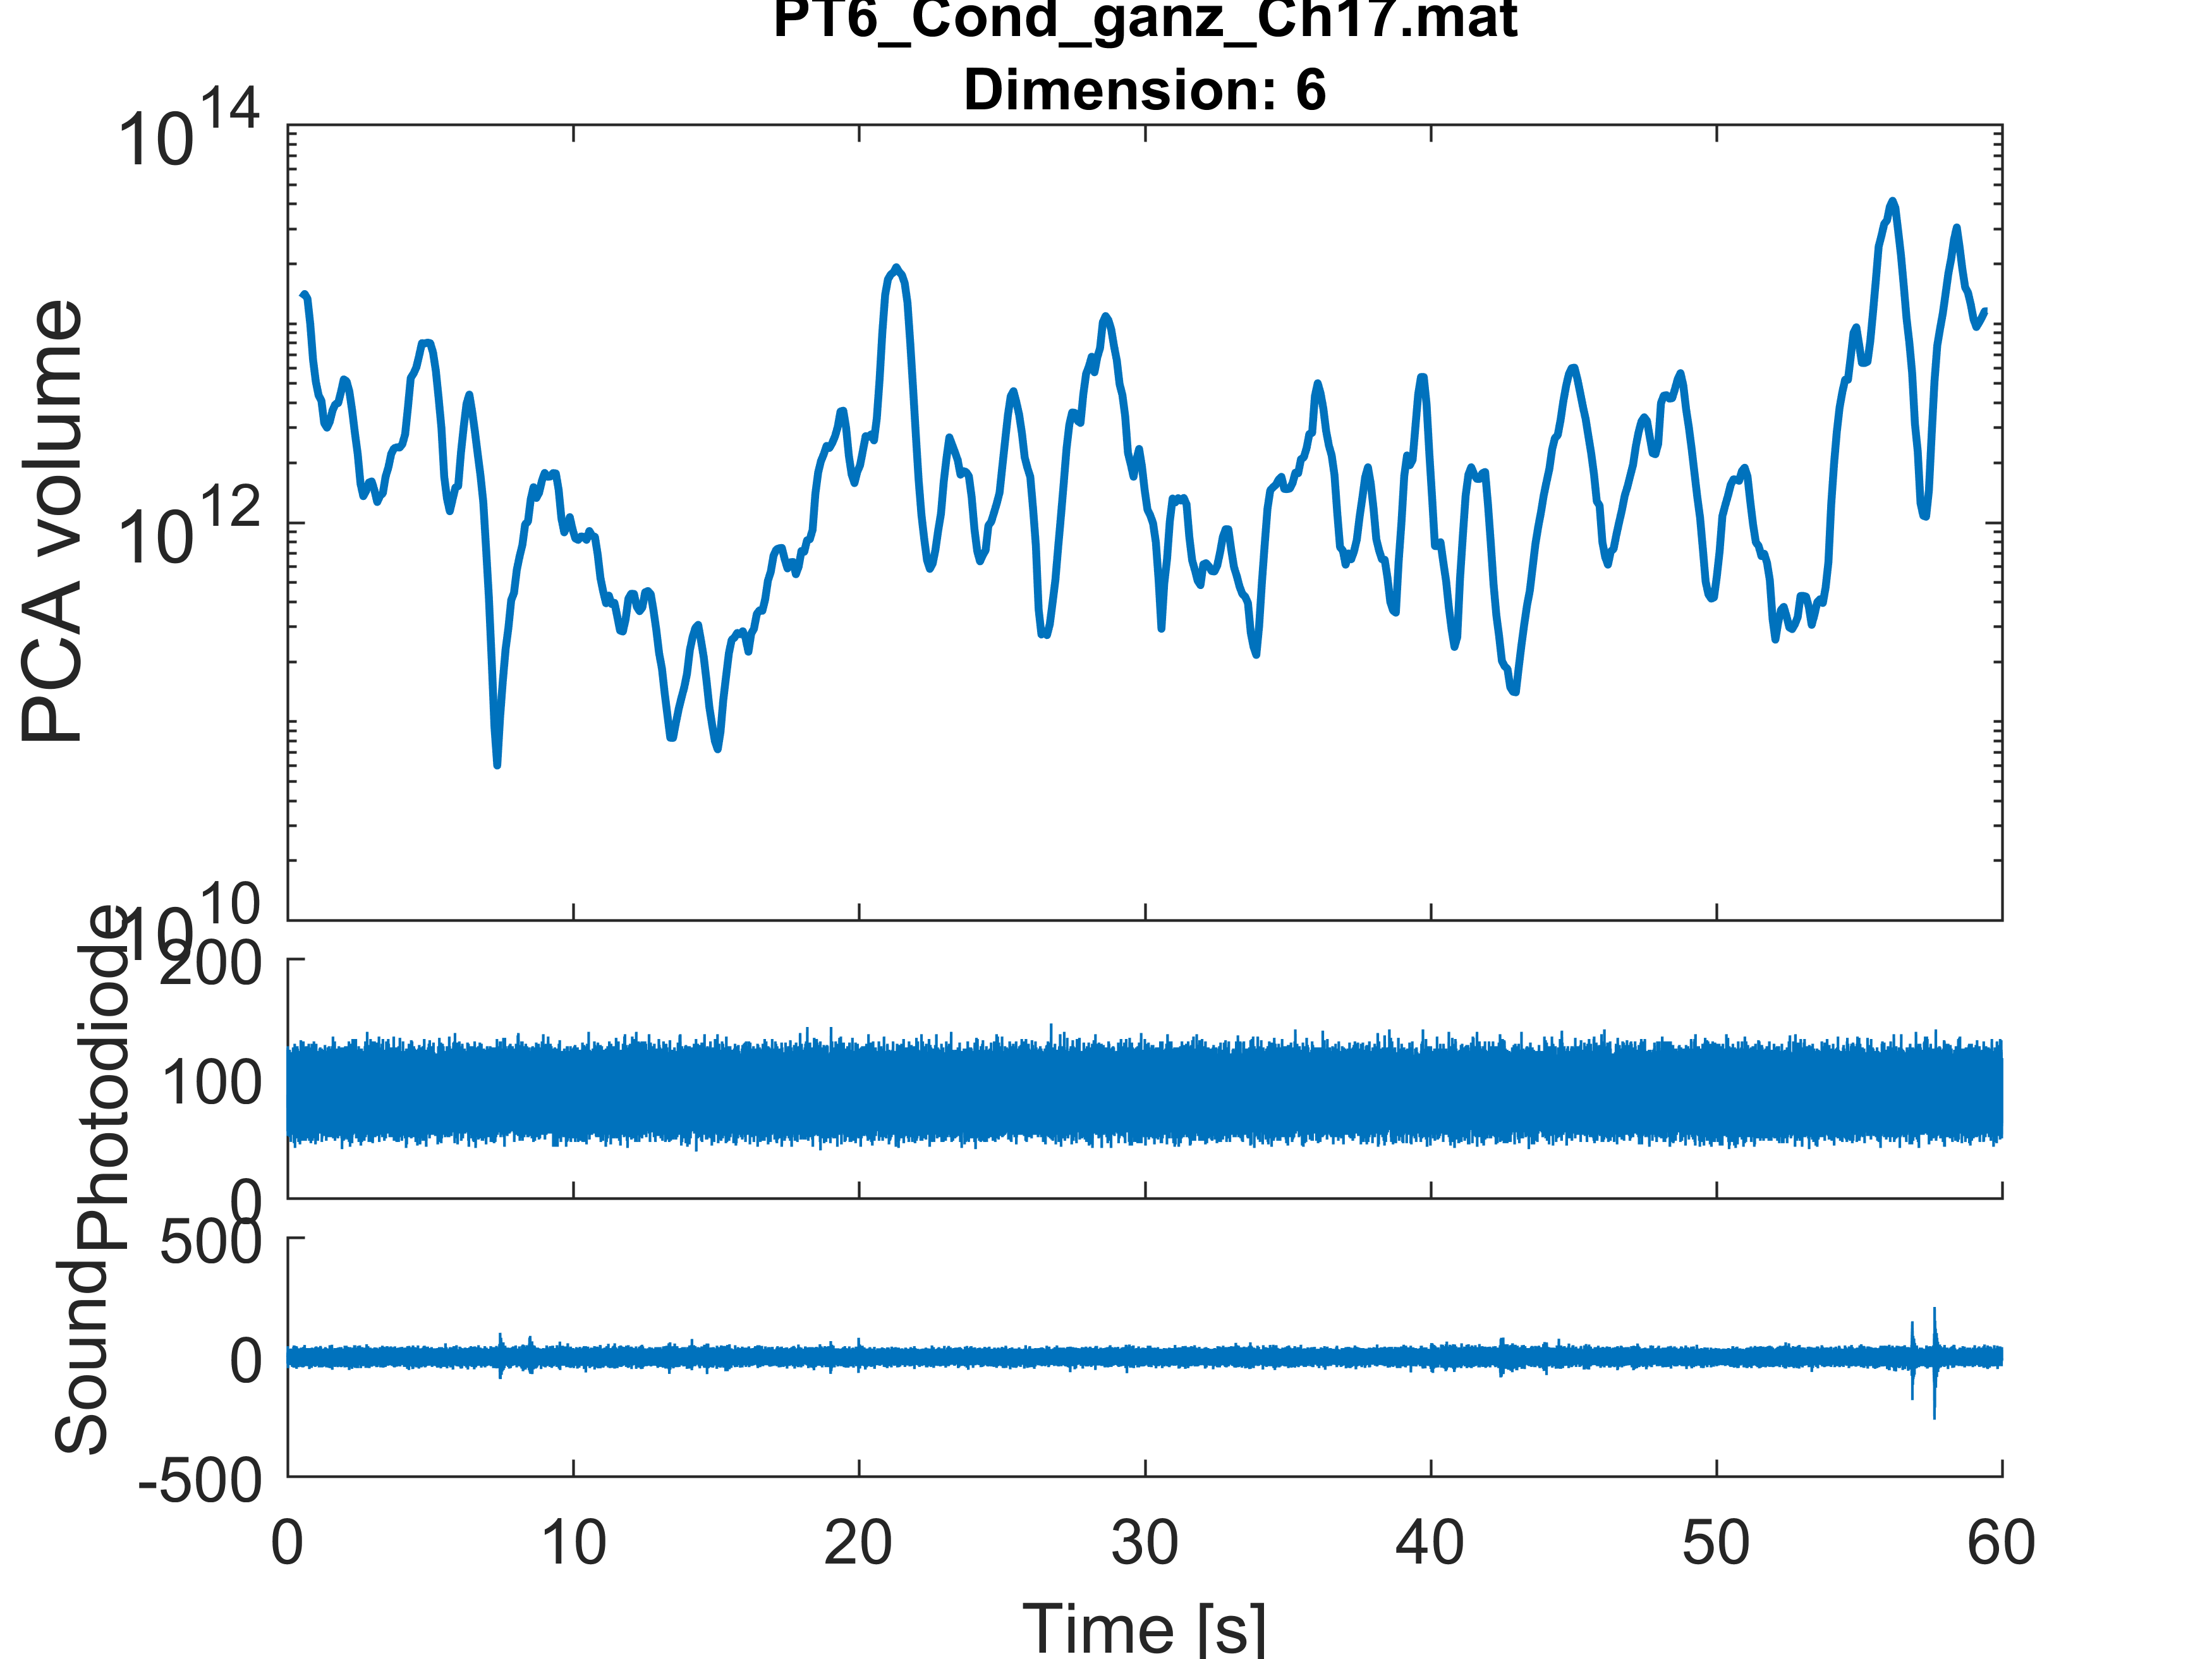 PT6_Cond_ganz_Ch17.mat
Dimension: 6
10^14
10^12
10^10
PCA volume
200
100
0
Photodiode
500
0
-500
Sound
0 10 20 30 40 50 60
Time [s]